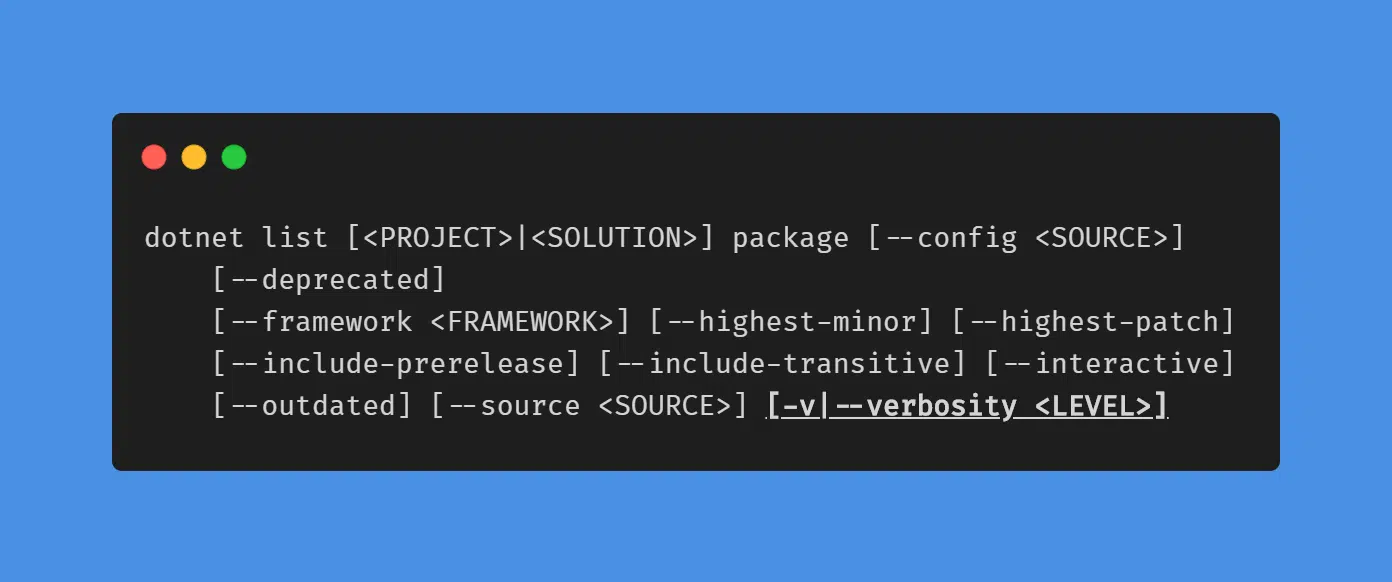 dotnet list [<PROJECT>|<SOLUTION>] package [--config <SOURCE>]
[--deprecated]
[--framework <FRAMEWORK>] [--highest-minor] [--highest-patch]
[--include-prerelease] [--include-transitive] [--interactive]
[--outdated] [--source <SOURCE>] [-v|--verbosity <LEVEL>]